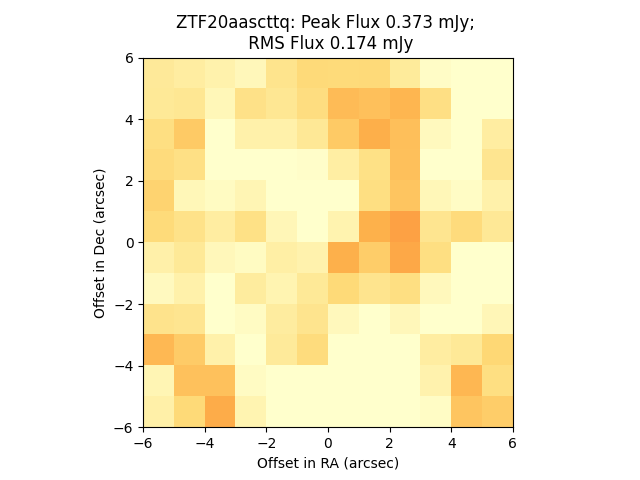 ZTF20aascttq: Peak Flux 0.373 mJy;
RMS Flux 0.174 mJy
6
4
2
0
−2
−4
−6
Offset in Dec (arcsec)
−6 −4 −2 0 2 4 6
Offset in RA (arcsec)